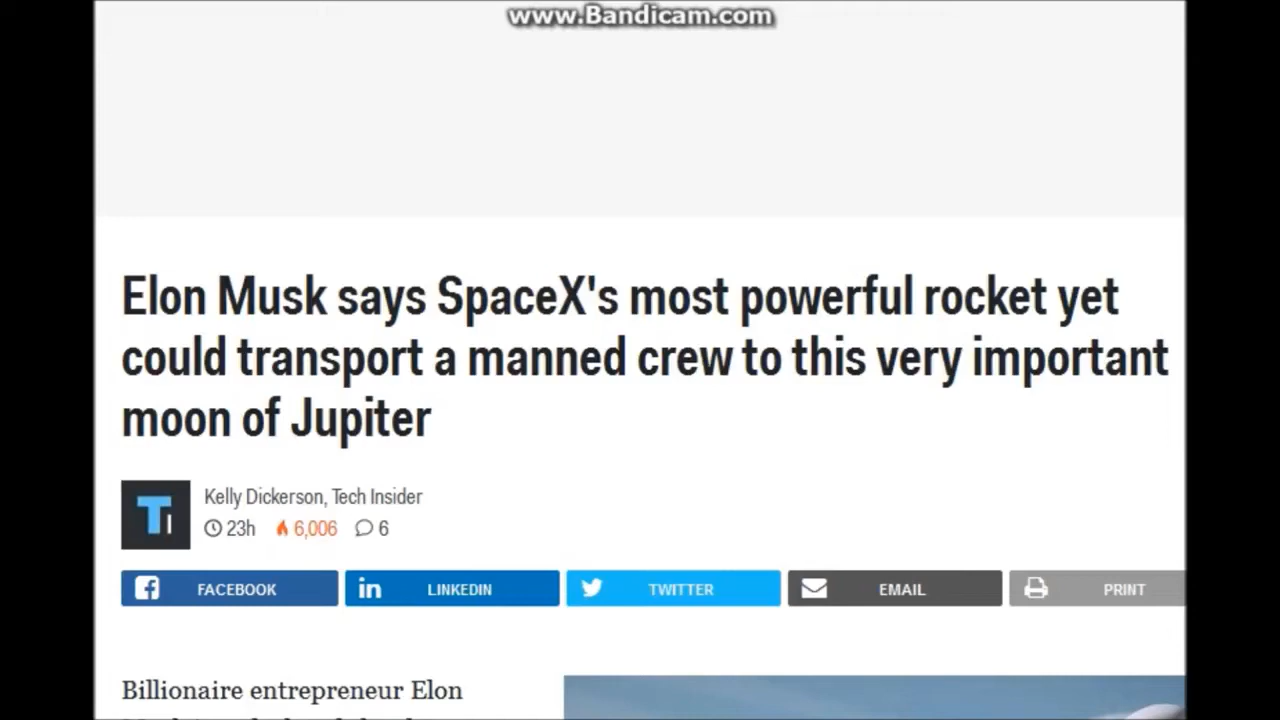 www.Bandicam.com
Elon Musk says SpaceX's most powerful rocket yet
could transport a manned crew to this very important
moon of Jupiter
Kelly Dickerson, Tech Insider
23h 6,006 6
FACEBOOK LINKEDIN TWITTER EMAIL PRINT
Billionaire entrepreneur Elon